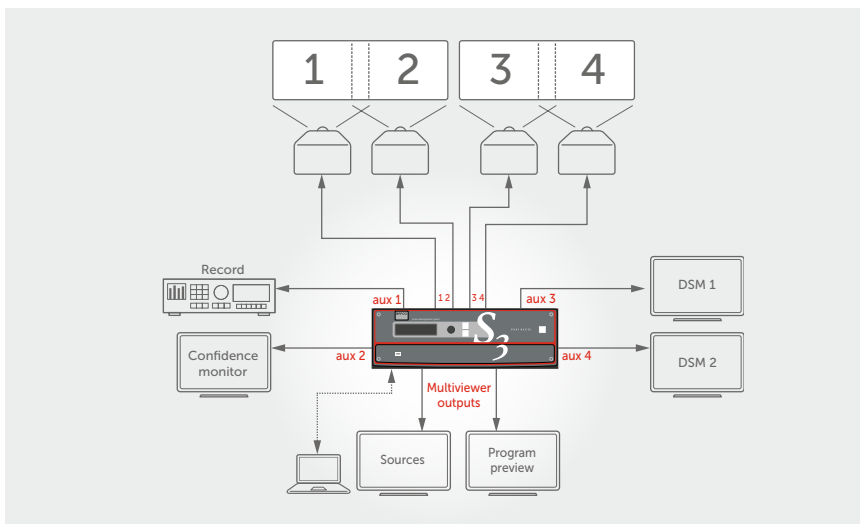 1
2
3
4
Record
aux 1
1 2
3 4
aux 3
DSM 1
S3
Confidence
monitor
aux 2
aux 4
DSM 2
Multiviewer
outputs
Sources
Program
preview